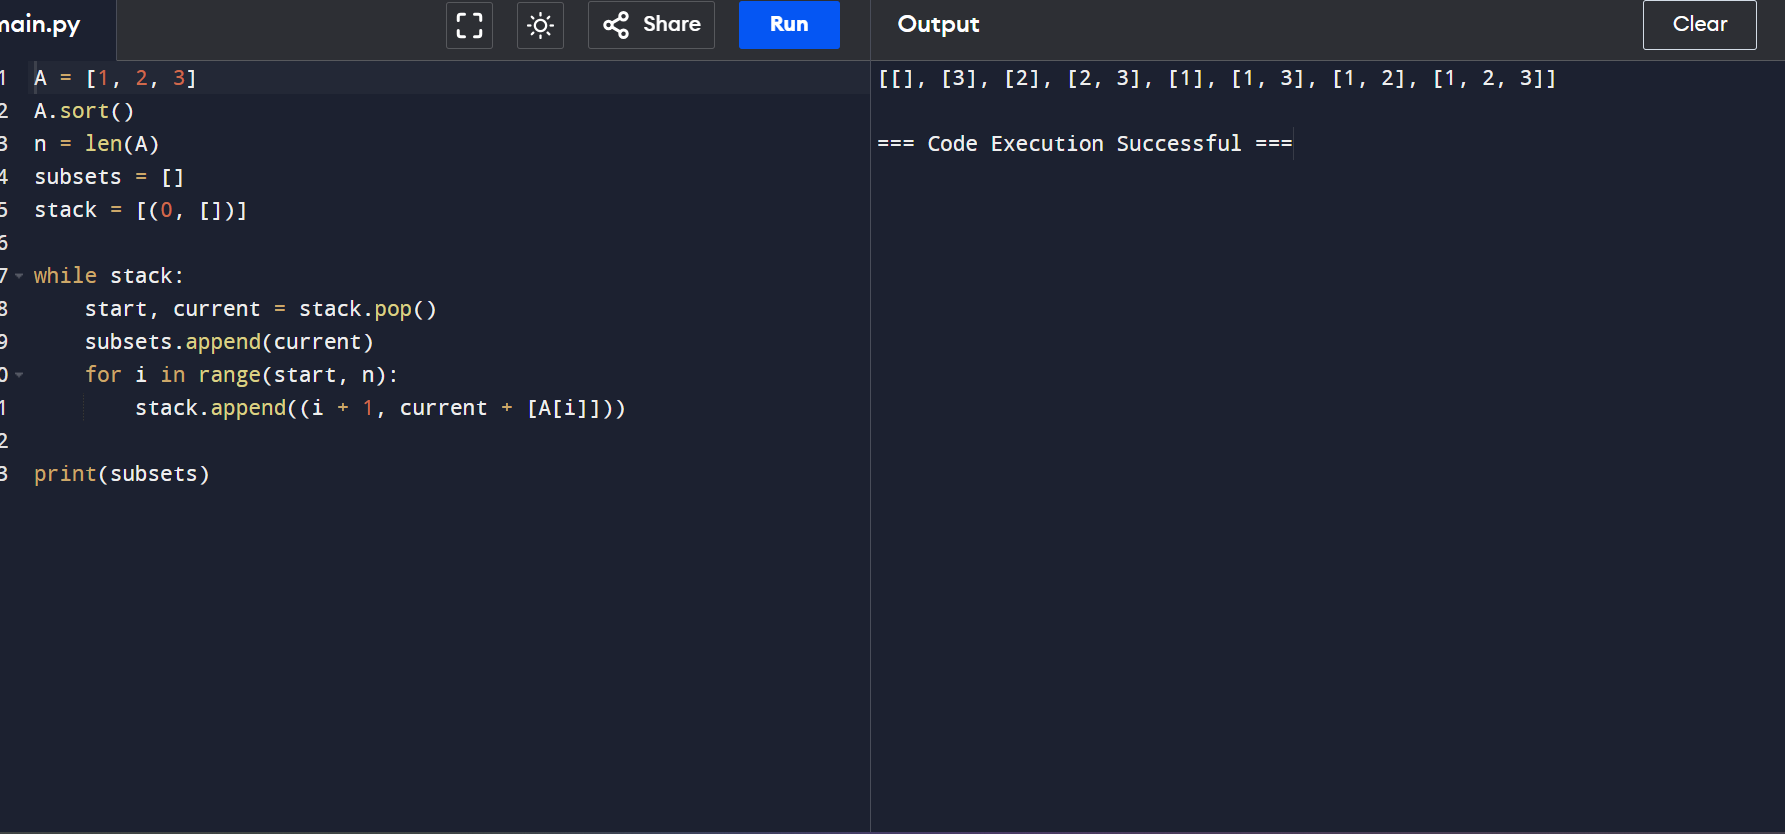 main.py
Share
Run
Output
Clear
1 A = [1, 2, 3]
2 A.sort()
3 n = len(A)
4 subsets = []
5 stack = [(0, [])]
6
7 while stack:
8     start, current = stack.pop()
9     subsets.append(current)
0     for i in range(start, n):
1         stack.append((i + 1, current + [A[i]]))
2
3 print(subsets)
[[], [3], [2], [2, 3], [1], [1, 3], [1, 2], [1, 2, 3]]
=== Code Execution Successful ===